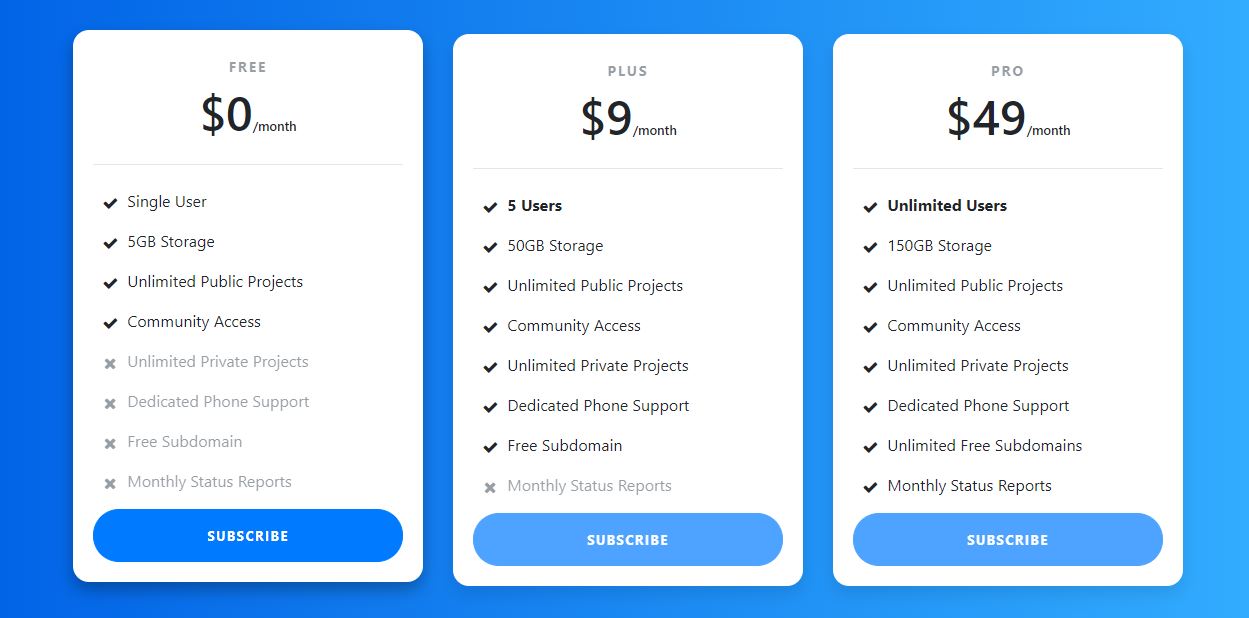 FREE
$0/month
Single User
5GB Storage
Unlimited Public Projects
Community Access
Unlimited Private Projects
Dedicated Phone Support
Free Subdomain
Monthly Status Reports
SUBSCRIBE
PLUS
$9/month
5 Users
50GB Storage
Unlimited Public Projects
Community Access
Unlimited Private Projects
Dedicated Phone Support
Free Subdomain
Monthly Status Reports
SUBSCRIBE
PRO
$49/month
Unlimited Users
150GB Storage
Unlimited Public Projects
Community Access
Unlimited Private Projects
Dedicated Phone Support
Unlimited Free Subdomains
Monthly Status Reports
SUBSCRIBE